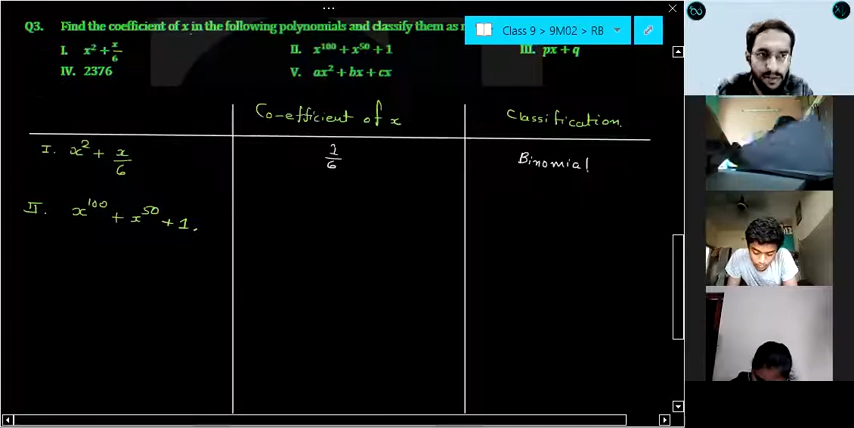 Q3. Find the coefficient of x in the following polynomials and classify them as
Class 9 > 9M02 > RB
I. x² + x/6 II. x¹⁰⁰ + x⁵⁰ + 1 III. px + q
IV. 2376 V. ax² + bx + cx
Co-efficient of x Classification.
I. x² + x/6 1/6 Binomial
II. x¹⁰⁰ + x⁵⁰ + 1.